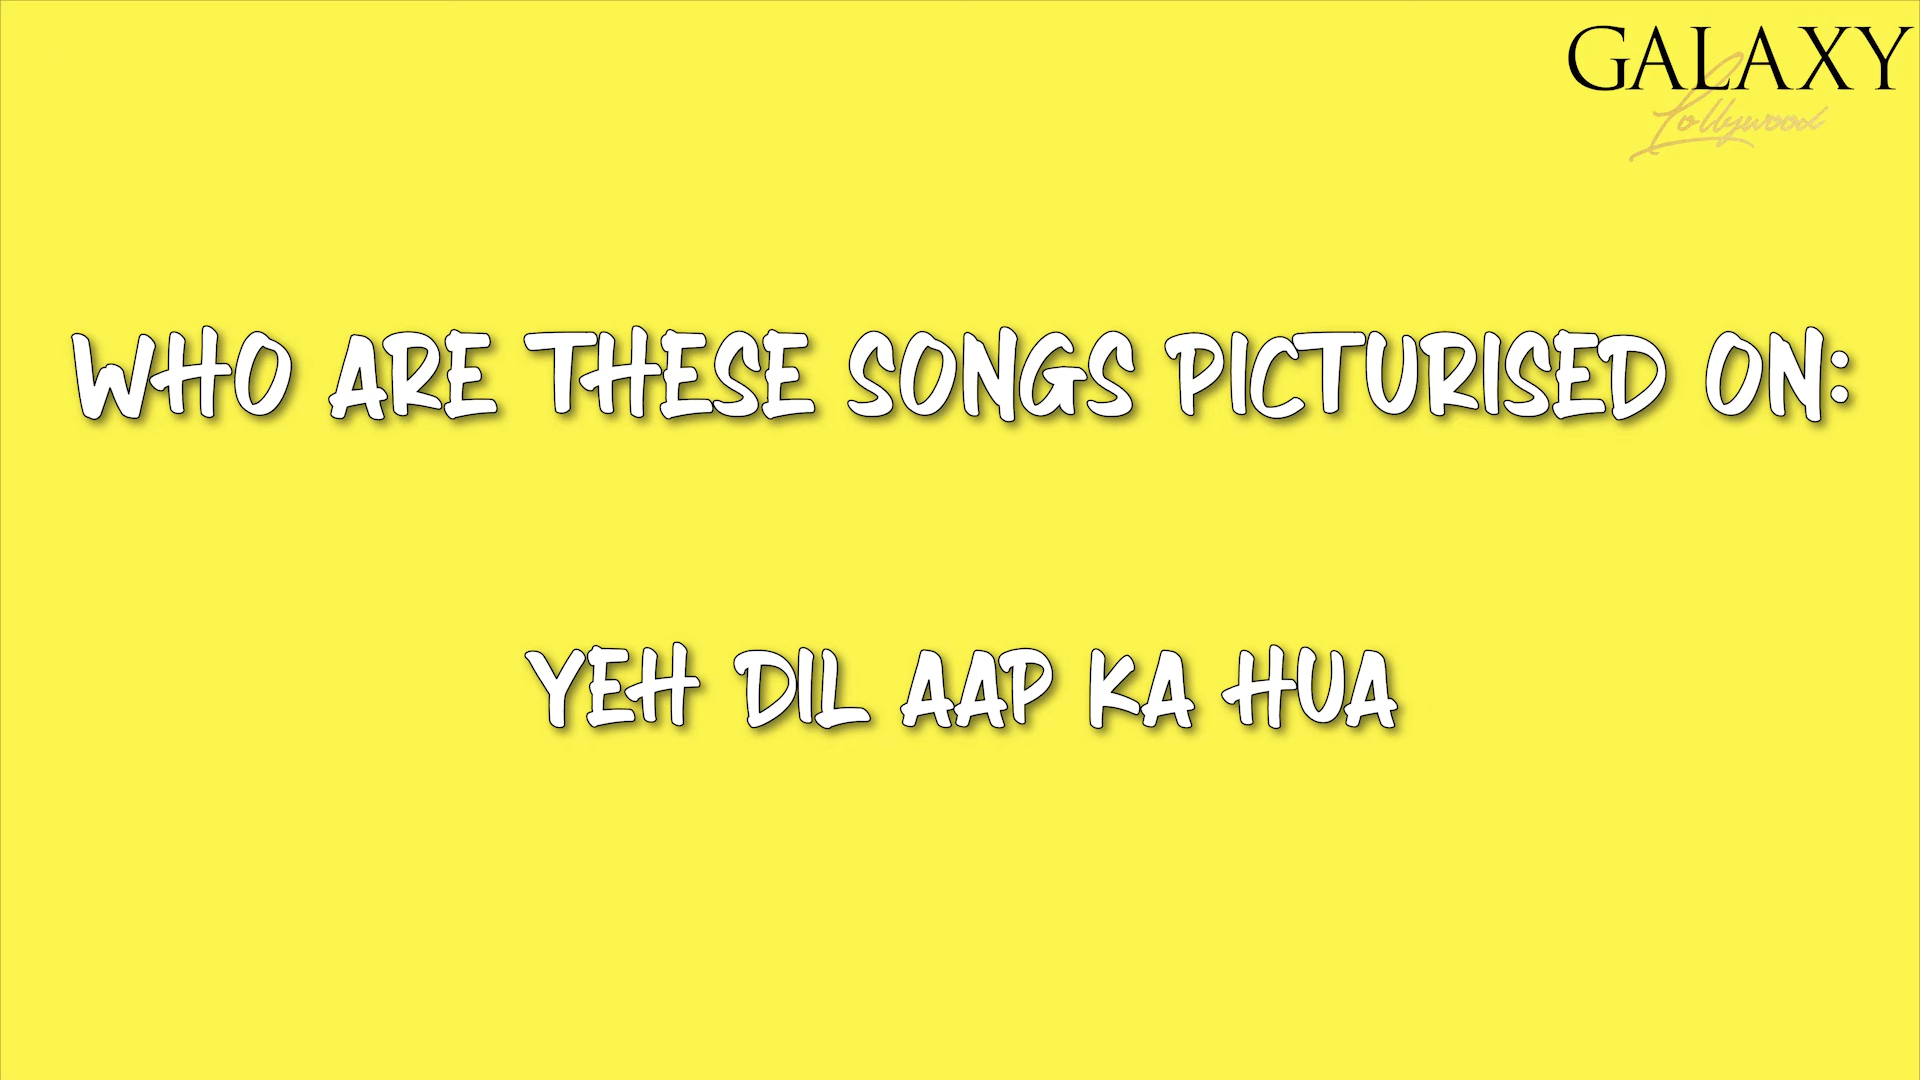 GALAXY
Lollywood
WHO ARE THESE SONGS PICTURISED ON:
YEH DIL AAP KA HUA